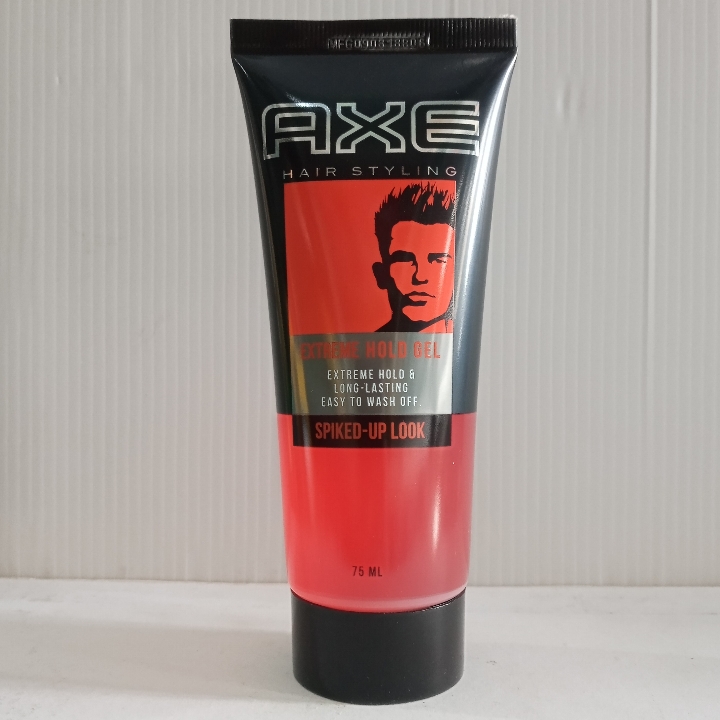 AXE
HAIR STYLING
EXTREME HOLD GEL
EXTREME HOLD &
LONG-LASTING
EASY TO WASH OFF.
SPIKED-UP LOOK
75 ML